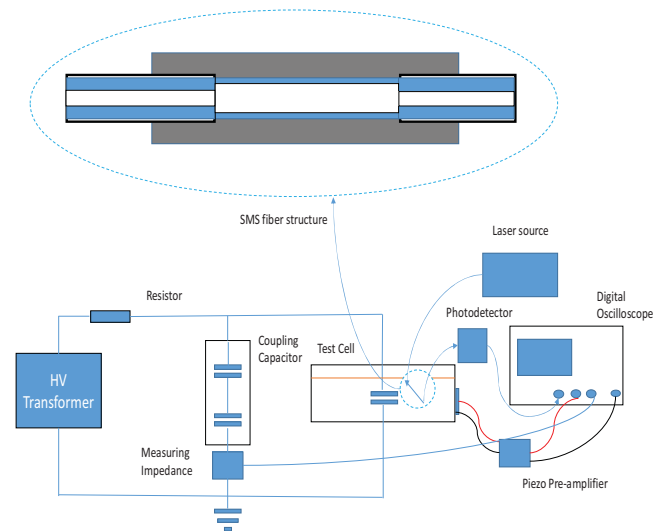 SMS fiber structure
Laser source
Resistor
Photodetector
Digital
Oscilloscope
Coupling
Capacitor
Test Cell
HV
Transformer
Measuring
Impedance
Piezo Pre-amplifier